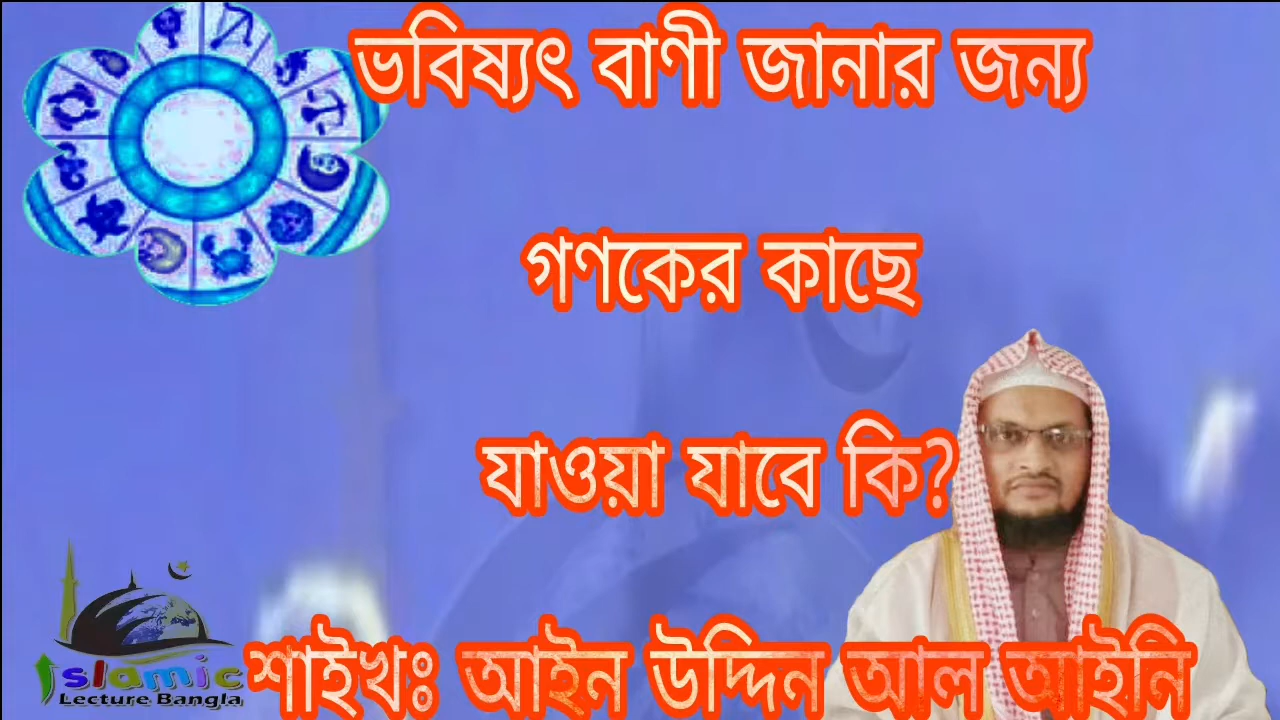 ভবিষ্যৎ বাণী জানার জন্য
গণকের কাছে
যাওয়া যাবে কি?
Islamic
Lecture Bangla
শাইখঃ আইন উদ্দিন আল আইনি